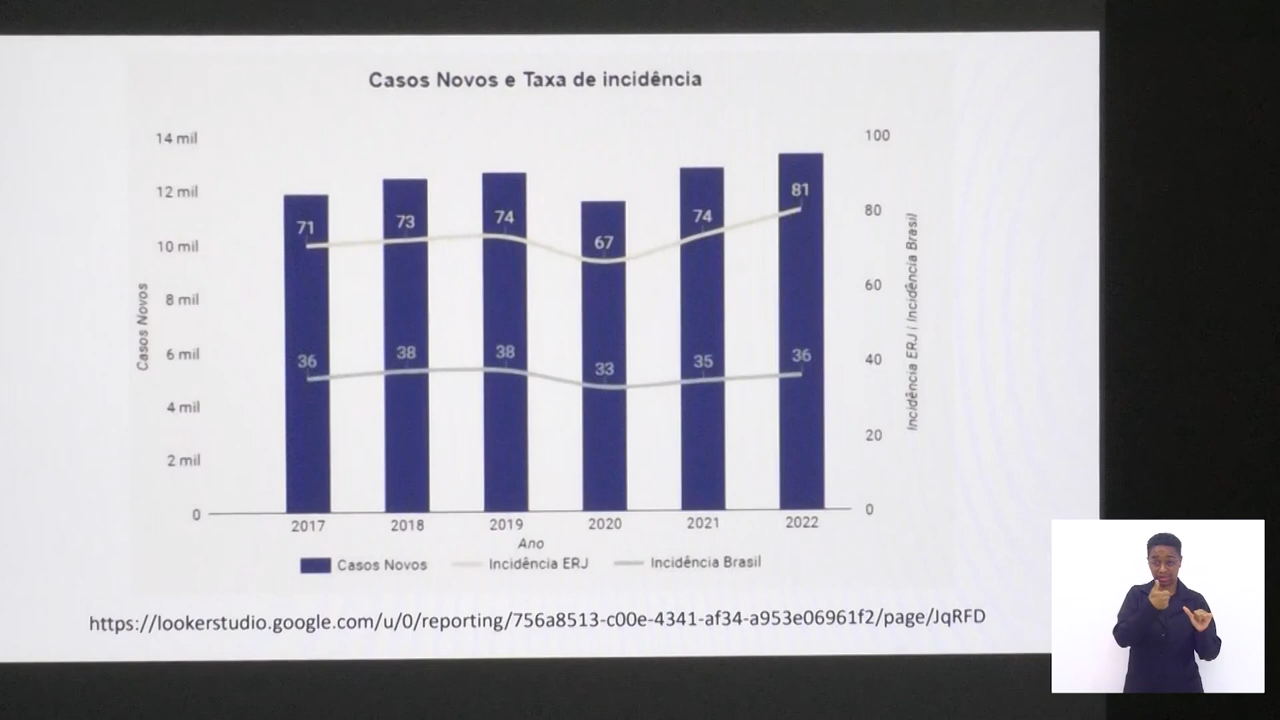 Casos Novos e Taxa de incidência
14 mil
12 mil
10 mil
8 mil
6 mil
4 mil
2 mil
0
Casos Novos
100
80
60
40
20
0
Incidência ERJ / Incidência Brasil
71 73 74 67 74 81
36 38 38 33 35 36
2017 2018 2019 2020 2021 2022
Ano
Casos Novos Incidência ERJ Incidência Brasil
https://lookerstudio.google.com/u/0/reporting/756a8513-c00e-4341-af34-a953e06961f2/page/JqRFD